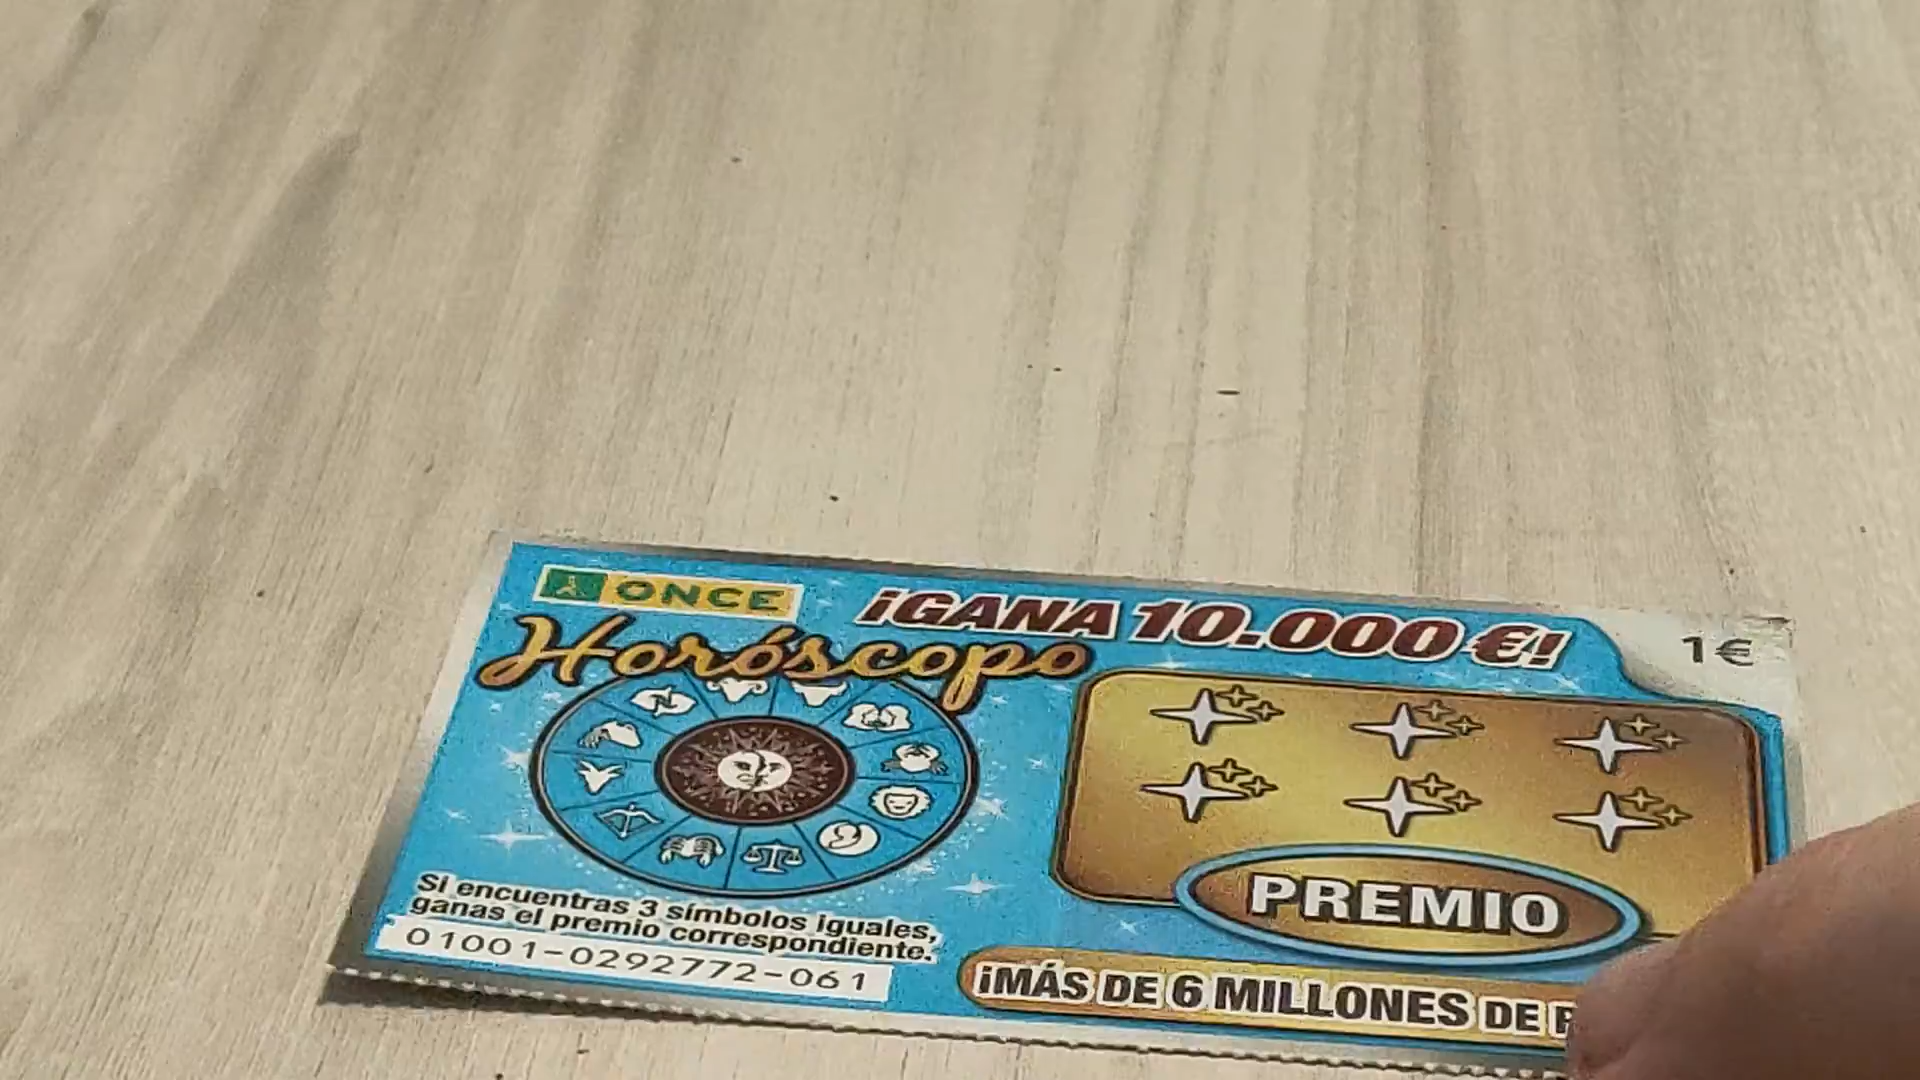 ONCE
¡GANA 10.000 €!
1€
Horóscopo
PREMIO
Si encuentras 3 símbolos iguales,
ganas el premio correspondiente.
01001-0292772-061
¡MÁS DE 6 MILLONES DE